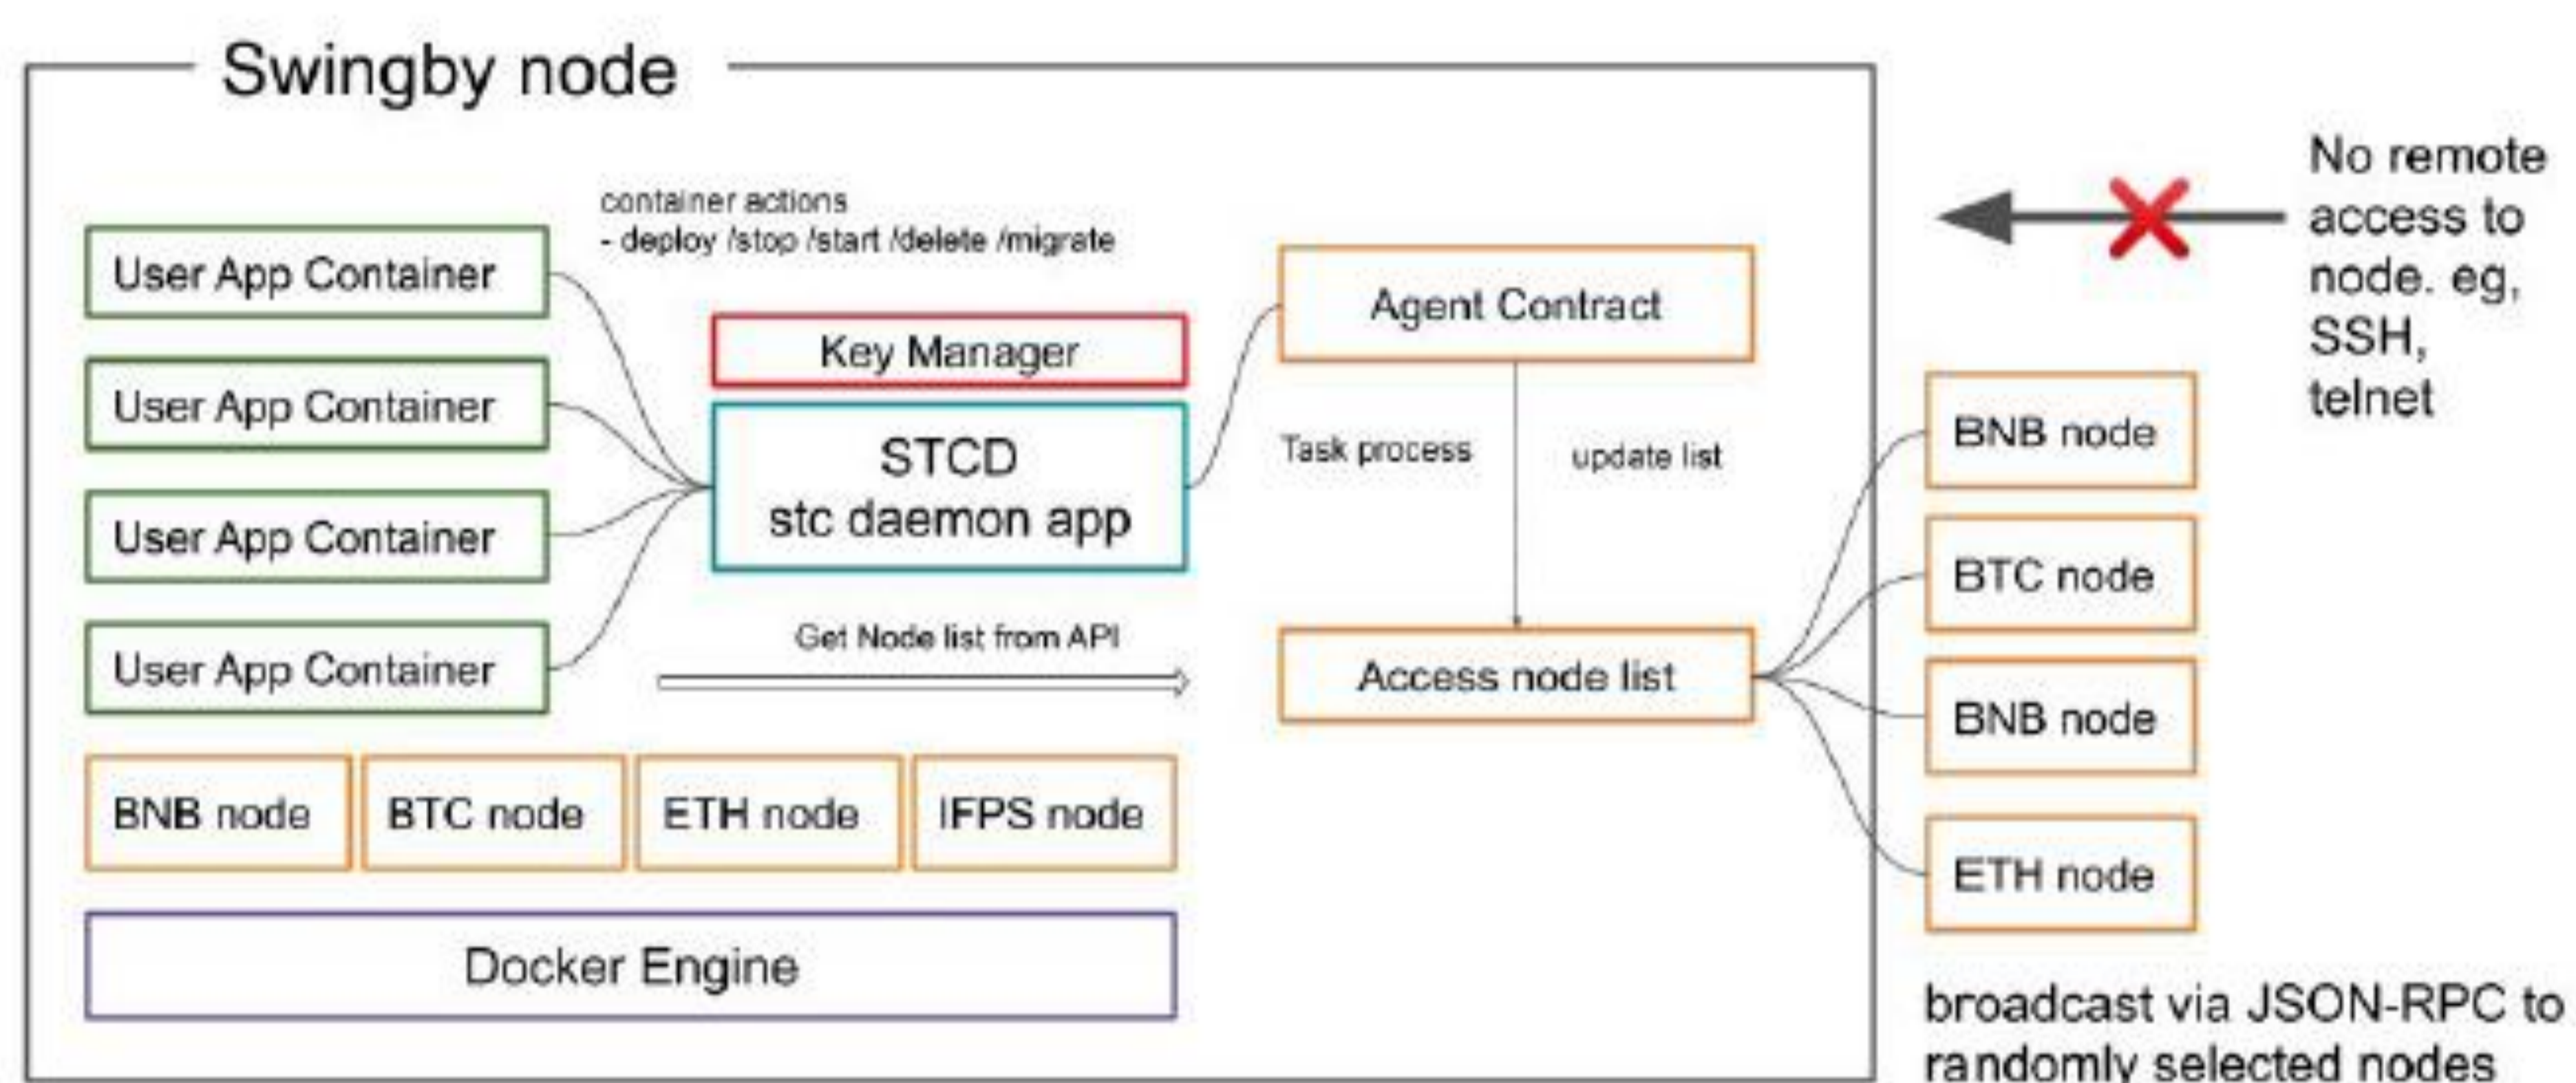 Swingby node
container actions
- deploy /stop /start /delete /migrate
User App Container
User App Container
User App Container
User App Container
Key Manager
STCD
stc daemon app
Get Node list from API
Agent Contract
Task process
update list
Access node list
BNB node
BTC node
ETH node
IFPS node
Docker Engine
No remote
access to
node. eg,
SSH,
telnet
BNB node
BTC node
BNB node
ETH node
broadcast via JSON-RPC to
randomly selected nodes